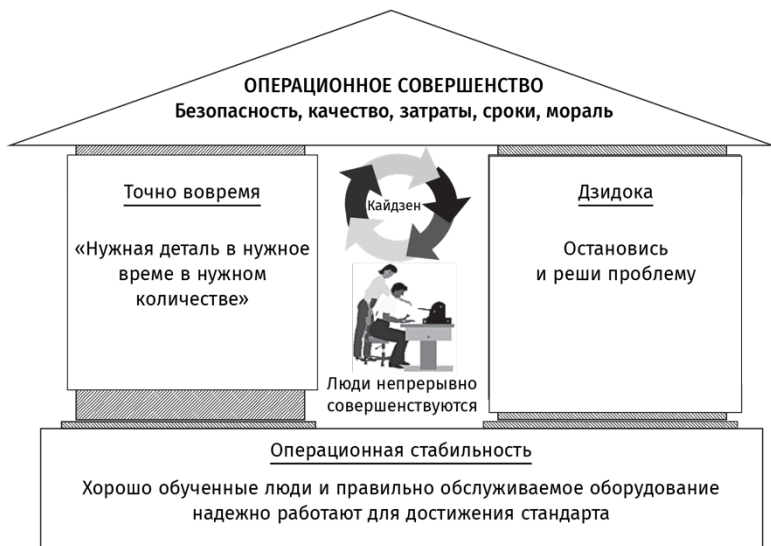 ОПЕРАЦИОННОЕ СОВЕРШЕНСТВО
Безопасность, качество, затраты, сроки, мораль
Точно вовремя
«Нужная деталь в нужное
време в нужном
количестве»
Кайдзен
Люди непрерывно
совершенствуются
Дзидока
Остановись
и реши проблему
Операционная стабильность
Хорошо обученные люди и правильно обслуживаемое оборудование
надежно работают для достижения стандарта